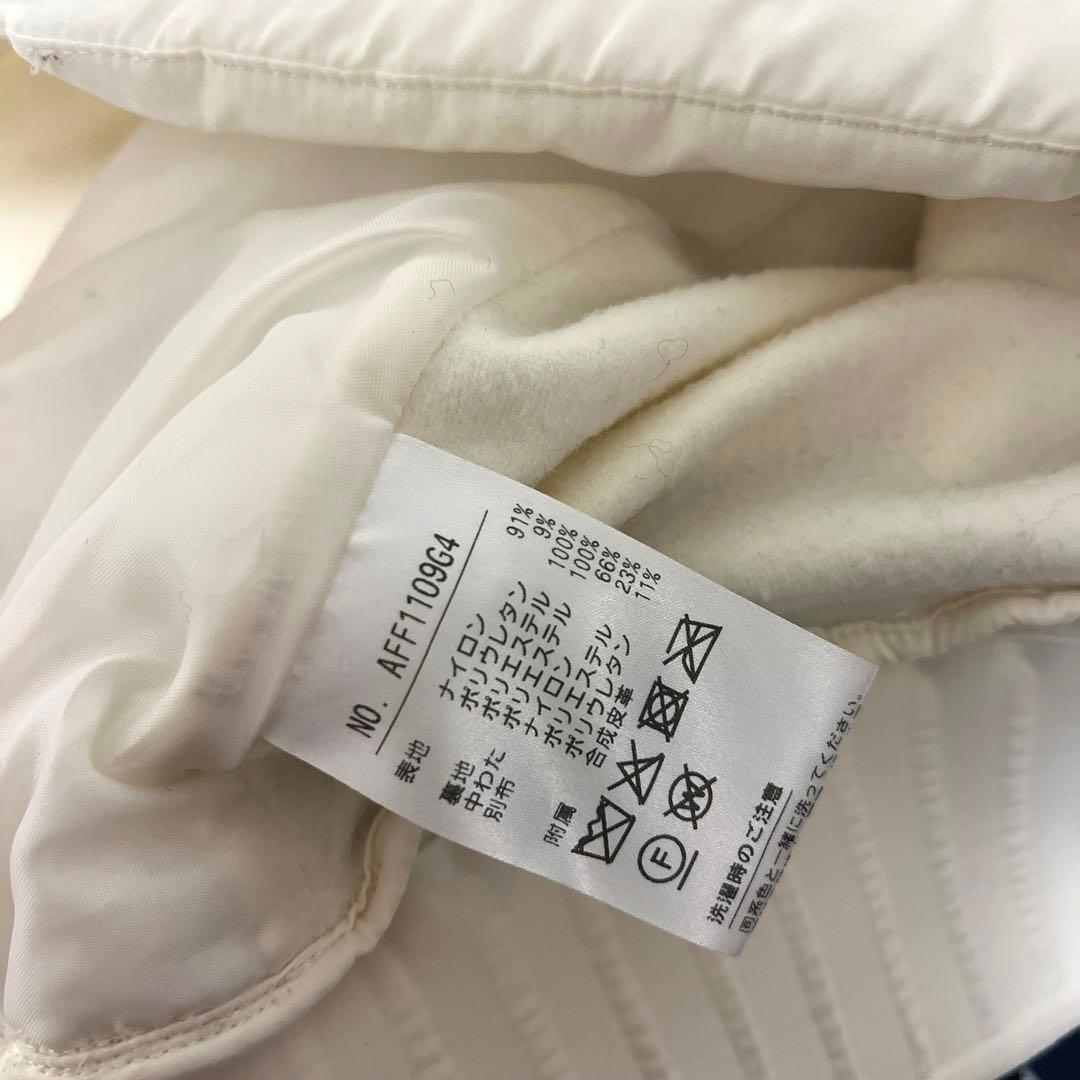 NO. AFF1109G4
表地 ナイロン 91%
ポリウレタン 9%
裏地 ポリエステル 100%
中わた ポリエステル 100%
別布 ナイロン 66%
ポリエステル 23%
ポリウレタン 11%
附属 合成皮革
F
W
洗濯時のご注意
同系色と一緒に洗ってください。